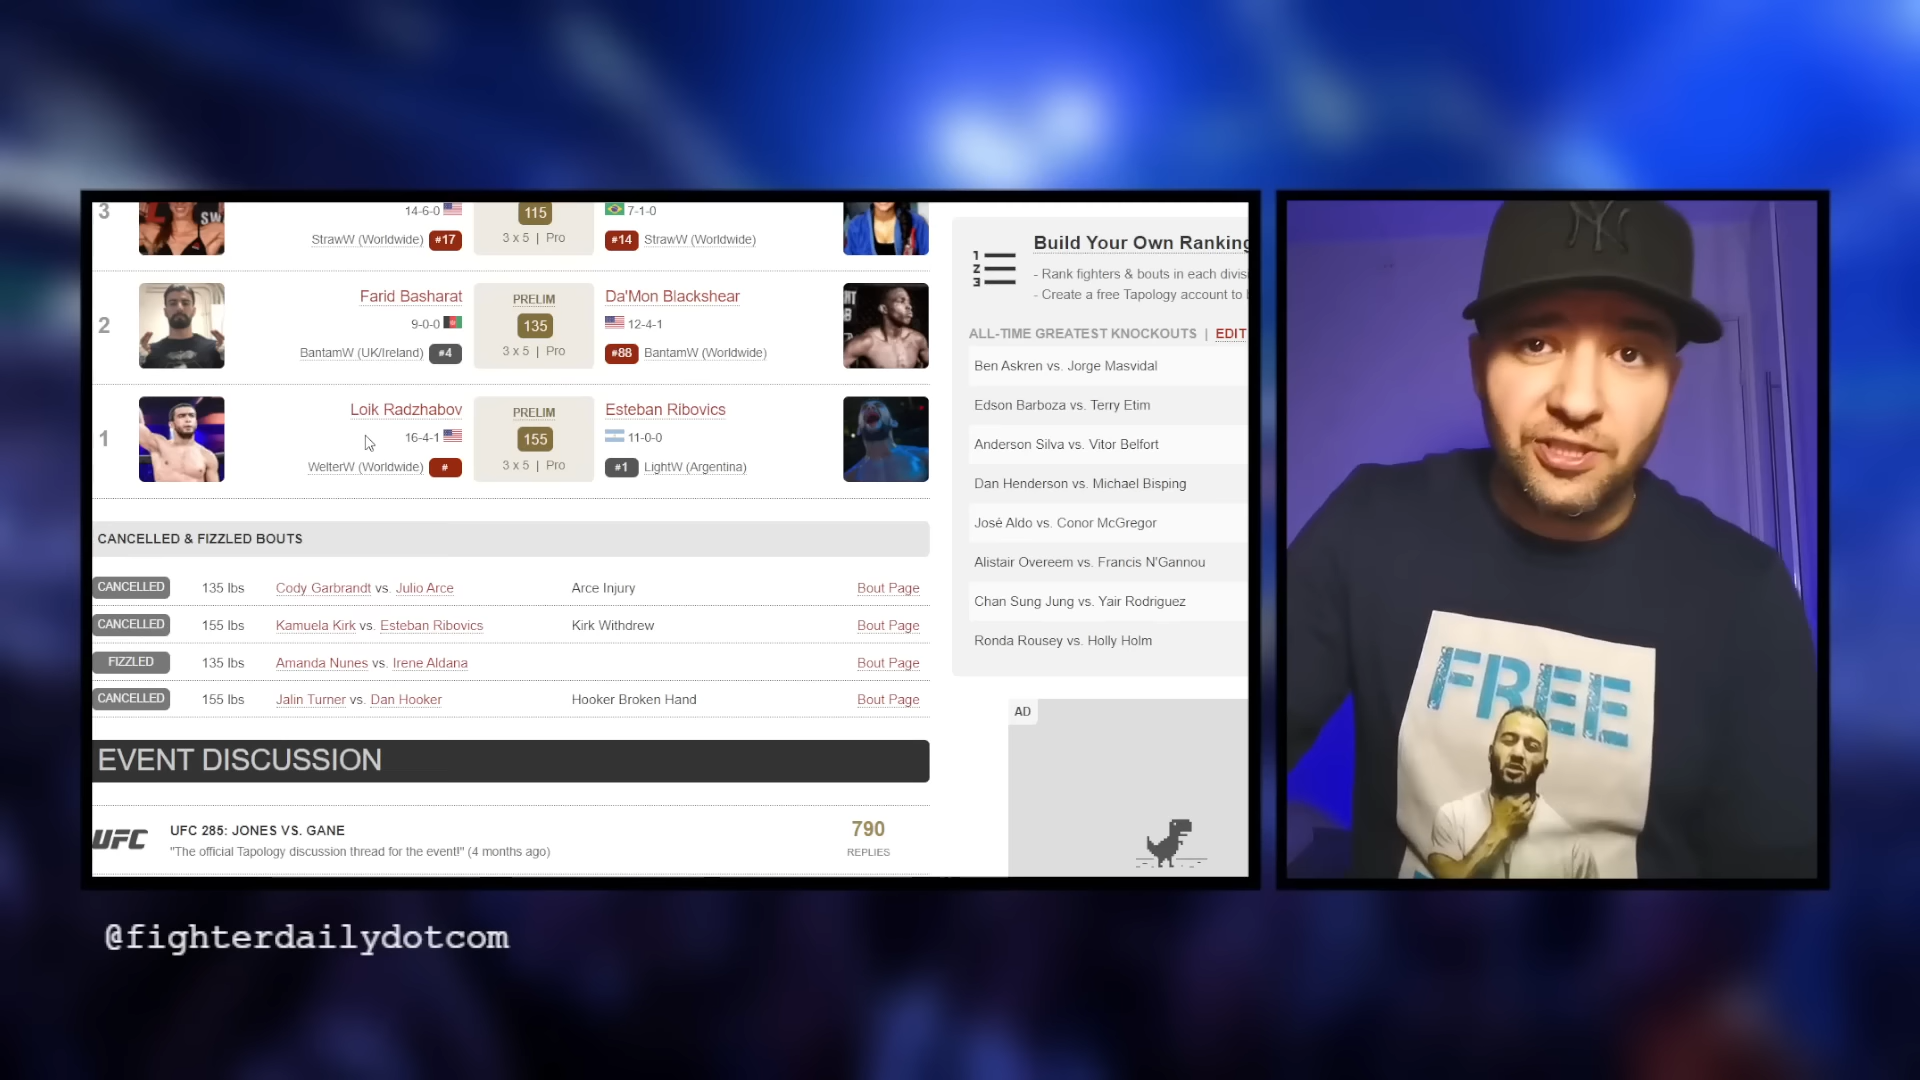 3
SW
14-6-0
115
7-1-0
StrawW (Worldwide) #17
3 x 5 | Pro
#14 StrawW (Worldwide)
2
Farid Basharat
PRELIM
Da'Mon Blackshear
9-0-0
135
12-4-1
BantamW (UK/Ireland) #4
3 x 5 | Pro
#88 BantamW (Worldwide)
1
Loik Radzhabov
PRELIM
Esteban Ribovics
16-4-1
155
11-0-0
WelterW (Worldwide) #
3 x 5 | Pro
#1 LightW (Argentina)
CANCELLED & FIZZLED BOUTS
CANCELLED 135 lbs Cody Garbrandt vs. Julio Arce Arce Injury Bout Page
CANCELLED 155 lbs Kamuela Kirk vs. Esteban Ribovics Kirk Withdrew Bout Page
FIZZLED 135 lbs Amanda Nunes vs. Irene Aldana Bout Page
CANCELLED 155 lbs Jalin Turner vs. Dan Hooker Hooker Broken Hand Bout Page
EVENT DISCUSSION
UFC
UFC 285: JONES VS. GANE
"The official Tapology discussion thread for the event!" (4 months ago)
790
REPLIES
1
2
3
Build Your Own Ranking
- Rank fighters & bouts in each divisi
- Create a free Tapology account to
ALL-TIME GREATEST KNOCKOUTS | EDIT
Ben Askren vs. Jorge Masvidal
Edson Barboza vs. Terry Etim
Anderson Silva vs. Vitor Belfort
Dan Henderson vs. Michael Bisping
José Aldo vs. Conor McGregor
Alistair Overeem vs. Francis N'Gannou
Chan Sung Jung vs. Yair Rodriguez
Ronda Rousey vs. Holly Holm
AD
NY
FREE
@fighterdailydotcom